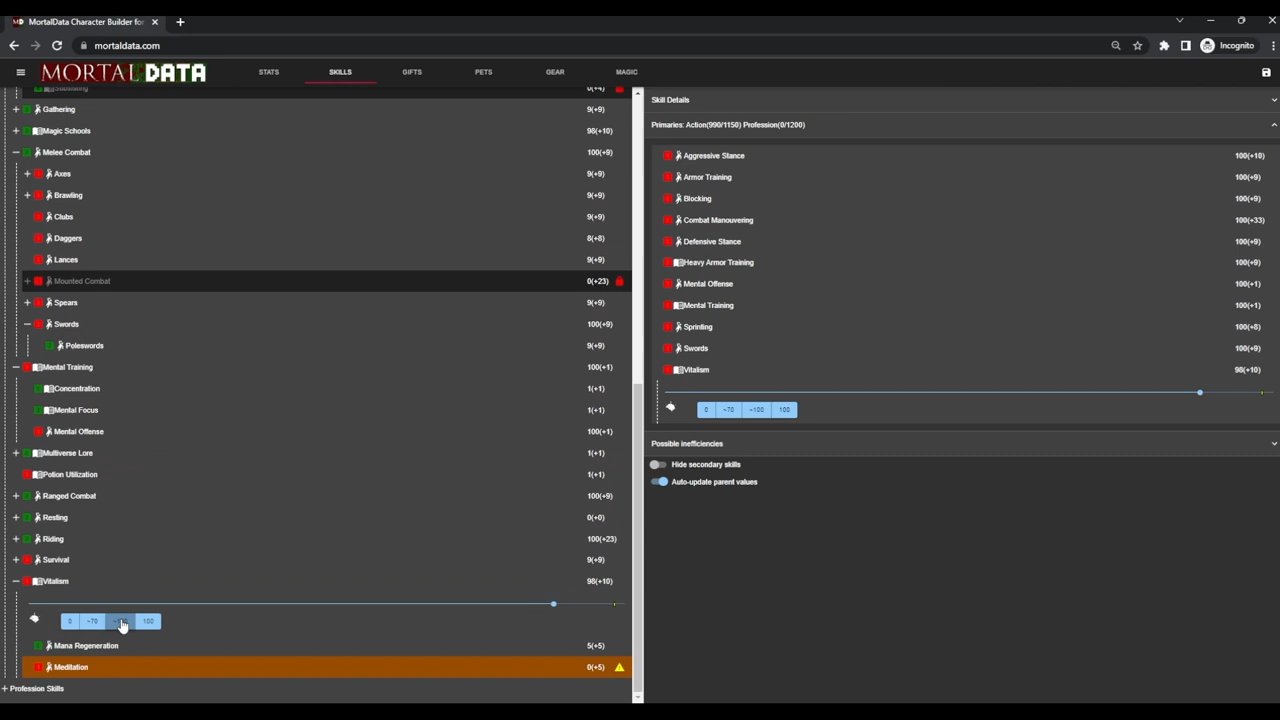 MortalData Character Builder for
mortaldata.com
Incognito
MORTAL DATA
STATS SKILLS GIFTS PETS GEAR MAGIC
Gathering 9(+9)
Magic Schools 98(+10)
Melee Combat 100(+9)
Axes 9(+9)
Brawling 9(+9)
Clubs 9(+9)
Daggers 8(+8)
Lances 9(+9)
Mounted Combat 0(+23)
Spears 9(+9)
Swords 100(+9)
Poleswords 9(+9)
Mental Training 100(+1)
Concentration 1(+1)
Mental Focus 1(+1)
Mental Offense 100(+1)
Multiverse Lore 1(+1)
Potion Utilization 1(+1)
Ranged Combat 100(+9)
Resting 0(+0)
Riding 100(+23)
Survival 9(+9)
Vitalism 98(+10)
0 ~70 100
Mana Regeneration 5(+5)
Meditation 0(+5)
Profession Skills
Skill Details
Primaries: Action(990/1150) Profession(0/1200)
Aggressive Stance 100(+10)
Armor Training 100(+9)
Blocking 100(+9)
Combat Manouvering 100(+33)
Defensive Stance 100(+9)
Heavy Armor Training 100(+9)
Mental Offense 100(+1)
Mental Training 100(+1)
Sprinting 100(+8)
Swords 100(+9)
Vitalism 98(+10)
0 ~70 ~100 100
Possible inefficiencies
Hide secondary skills
Auto-update parent values